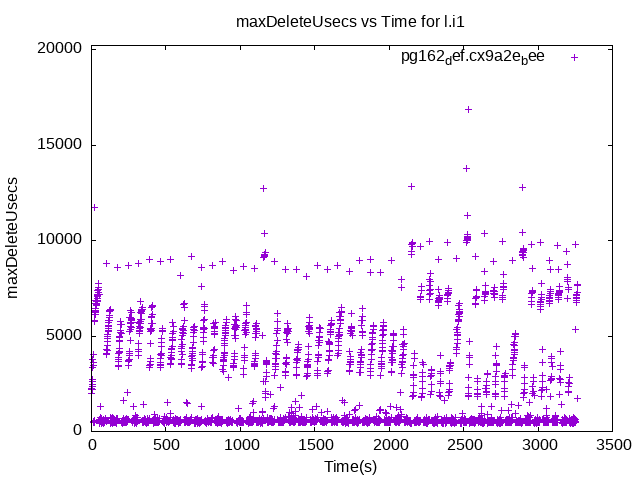 maxDeleteUsecs vs Time for l.i1
pg162def.cx9a2e_bee
20000
15000
10000
5000
0
maxDeleteUsecs
0 500 1000 1500 2000 2500 3000 3500
Time(s)